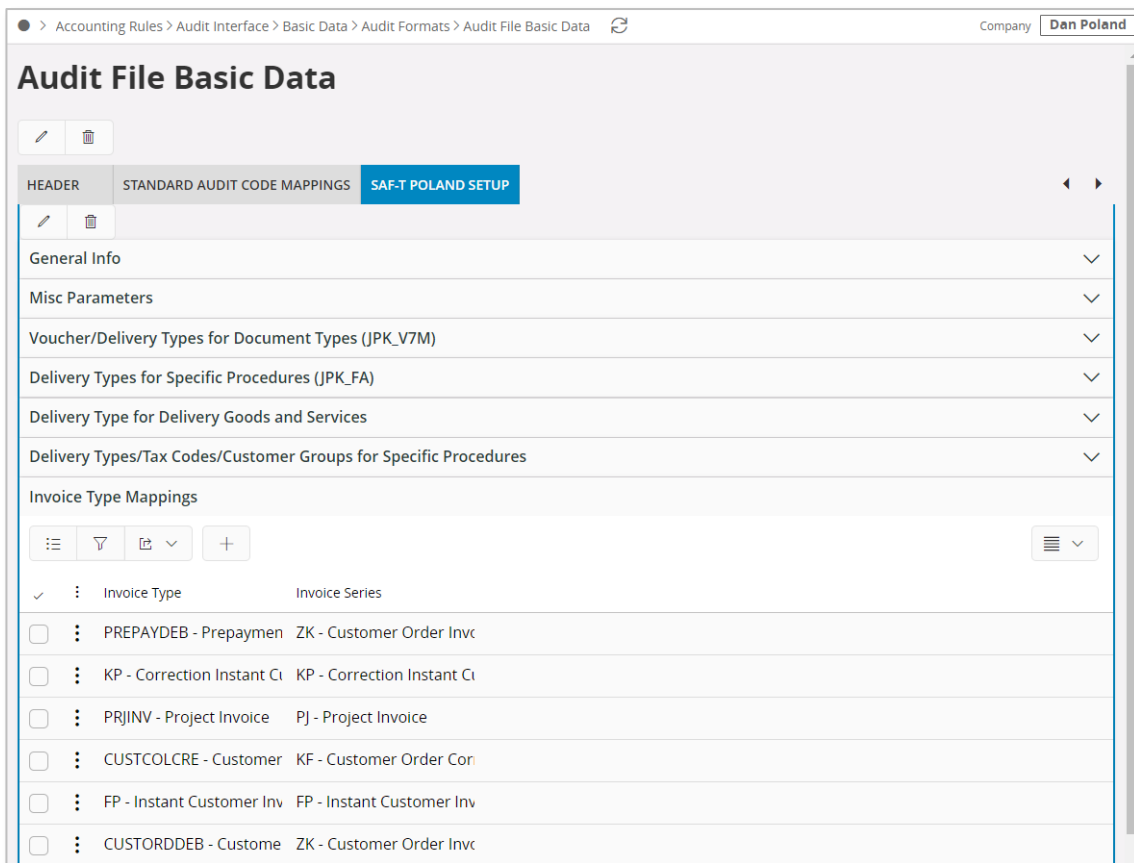 > Accounting Rules > Audit Interface > Basic Data > Audit Formats > Audit File Basic Data Company Dan Poland
Audit File Basic Data
HEADER STANDARD AUDIT CODE MAPPINGS SAF-T POLAND SETUP
General Info
Misc Parameters
Voucher/Delivery Types for Document Types (JPK_V7M)
Delivery Types for Specific Procedures (JPK_FA)
Delivery Type for Delivery Goods and Services
Delivery Types/Tax Codes/Customer Groups for Specific Procedures
Invoice Type Mappings
Invoice Type Invoice Series
PREPAYDEB - Prepaymen ZK - Customer Order Invo
KP - Correction Instant Cu KP - Correction Instant Cu
PRJINV - Project Invoice PJ - Project Invoice
CUSTCOLCRE - Customer KF - Customer Order Cor
FP - Instant Customer Inv FP - Instant Customer Inv
CUSTORDDEB - Custome ZK - Customer Order Invo